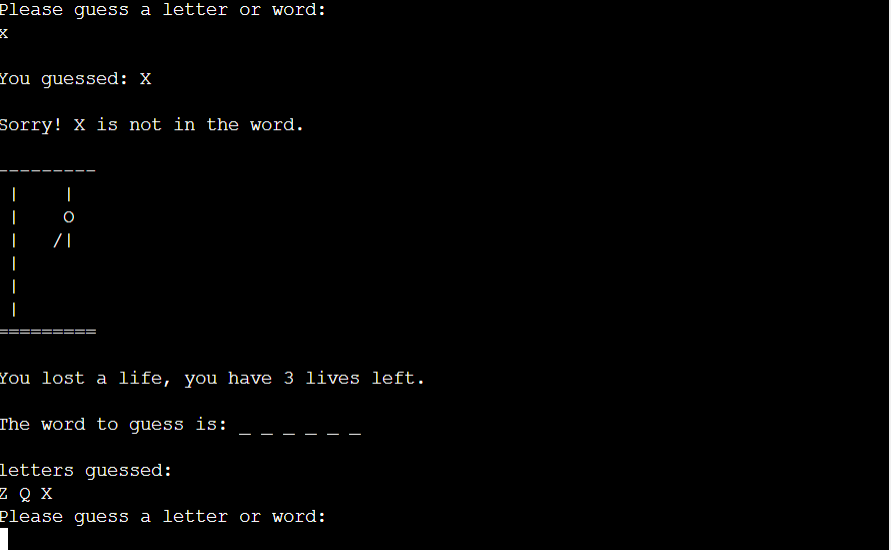 Please guess a letter or word:
x
You guessed: X
Sorry! X is not in the word.
---------
|    |
|    O
|   /|
|
|
|
=========
You lost a life, you have 3 lives left.
The word to guess is: _ _ _ _ _ _
letters guessed:
Z Q X
Please guess a letter or word: